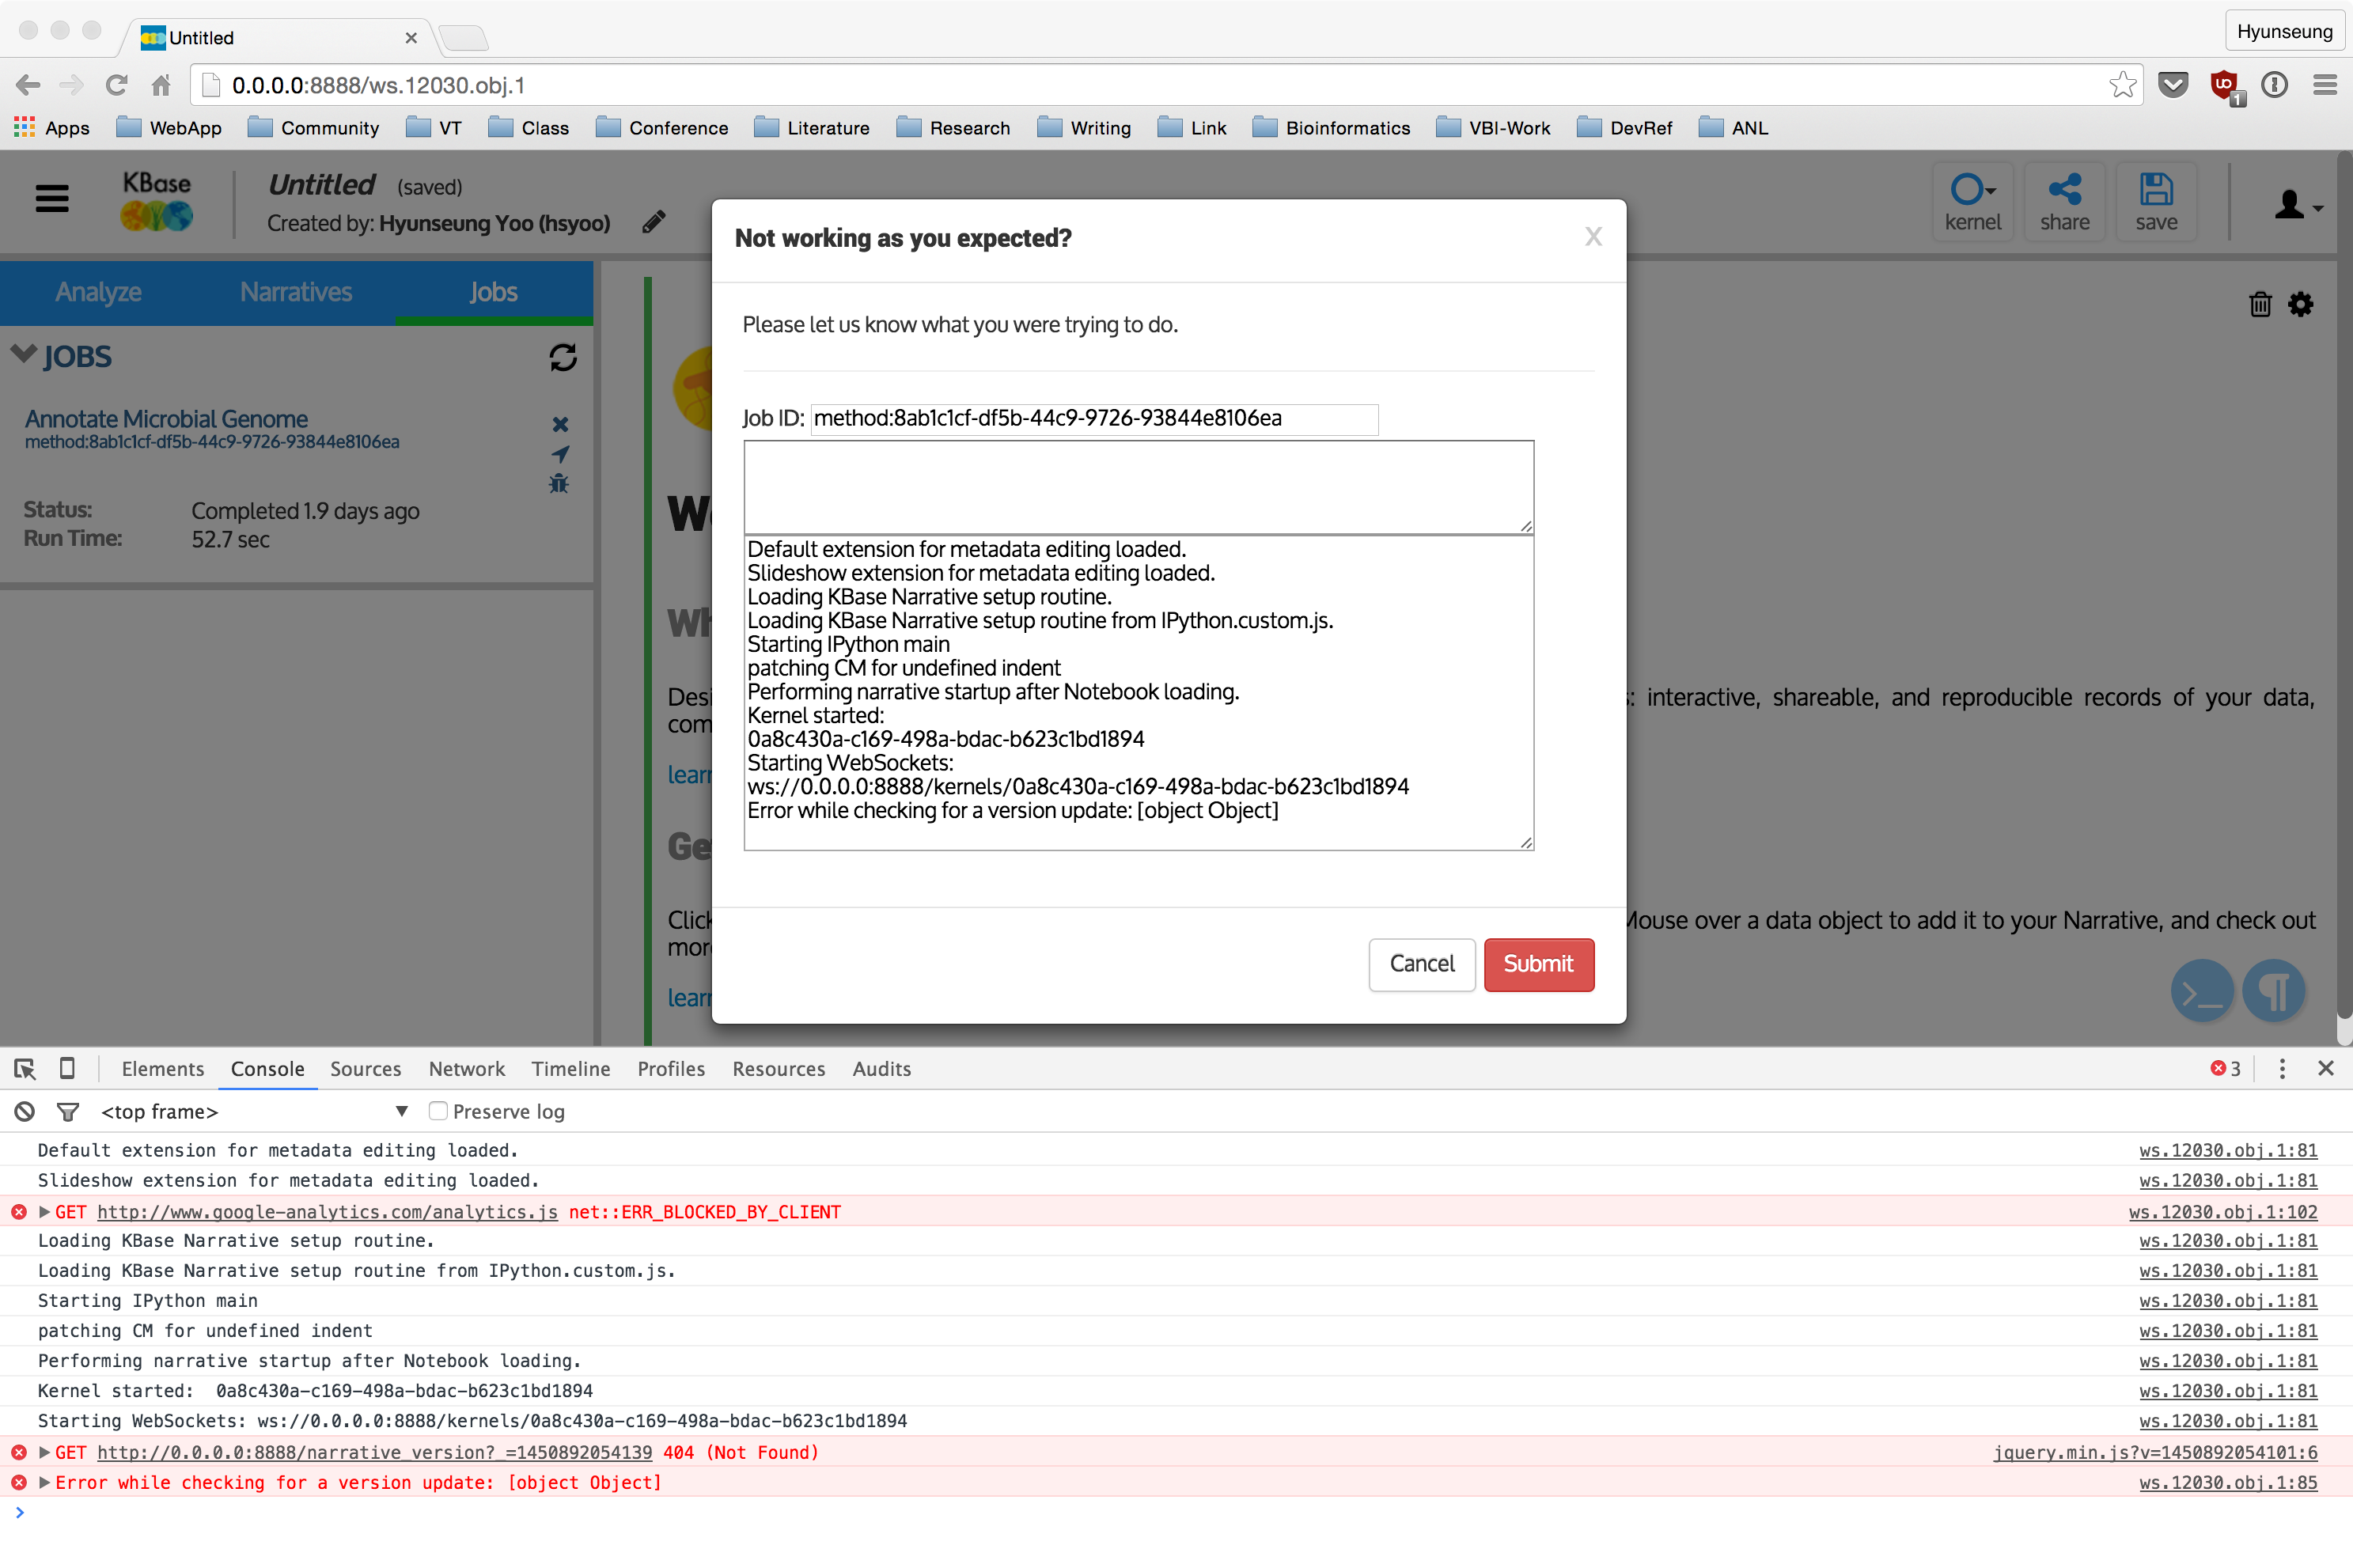 Untitled
Hyunseung
0.0.0.0:8888/ws.12030.obj.1
1
Apps WebApp Community VT Class Conference Literature Research Writing Link Bioinformatics VBI-Work DevRef ANL
KBase
Untitled (saved)
Created by: Hyunseung Yoo (hsyoo)
kernel share save
Analyze Narratives Jobs
JOBS
Annotate Microbial Genome
method:8ab1c1cf-df5b-44c9-9726-93844e8106ea
Status: Completed 1.9 days ago
Run Time: 52.7 sec
Not working as you expected?
X
Please let us know what you were trying to do.
Job ID: method:8ab1c1cf-df5b-44c9-9726-93844e8106ea
Default extension for metadata editing loaded.
Slideshow extension for metadata editing loaded.
Loading KBase Narrative setup routine.
Loading KBase Narrative setup routine from IPython.custom.js.
Starting IPython main
patching CM for undefined indent
Performing narrative startup after Notebook loading.
Kernel started:
0a8c430a-c169-498a-bdac-b623c1bd1894
Starting WebSockets:
ws://0.0.0.0:8888/kernels/0a8c430a-c169-498a-bdac-b623c1bd1894
Error while checking for a version update: [object Object]
Cancel Submit
interactive, shareable, and reproducible records of your data,
Mouse over a data object to add it to your Narrative, and check out
Elements Console Sources Network Timeline Profiles Resources Audits
3
<top frame> Preserve log
Default extension for metadata editing loaded. ws.12030.obj.1:81
Slideshow extension for metadata editing loaded. ws.12030.obj.1:81
GET http://www.google-analytics.com/analytics.js net::ERR_BLOCKED_BY_CLIENT ws.12030.obj.1:102
Loading KBase Narrative setup routine. ws.12030.obj.1:81
Loading KBase Narrative setup routine from IPython.custom.js. ws.12030.obj.1:81
Starting IPython main ws.12030.obj.1:81
patching CM for undefined indent ws.12030.obj.1:81
Performing narrative startup after Notebook loading. ws.12030.obj.1:81
Kernel started: 0a8c430a-c169-498a-bdac-b623c1bd1894 ws.12030.obj.1:81
Starting WebSockets: ws://0.0.0.0:8888/kernels/0a8c430a-c169-498a-bdac-b623c1bd1894 ws.12030.obj.1:81
GET http://0.0.0.0:8888/narrative_version?_=1450892054139 404 (Not Found) jquery.min.js?v=1450892054101:6
Error while checking for a version update: [object Object] ws.12030.obj.1:85